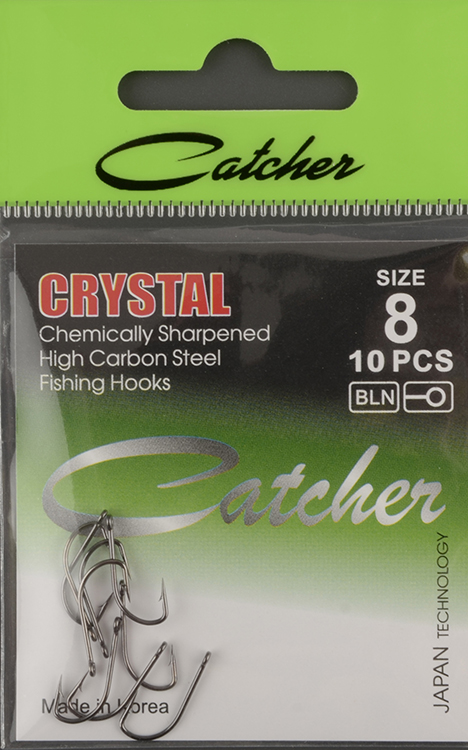 Catcher
CRYSTAL
Chemically Sharpened
High Carbon Steel
Fishing Hooks
SIZE
8
10 PCS
BLN
Catcher
JAPAN TECHNOLOGY
Made in Korea